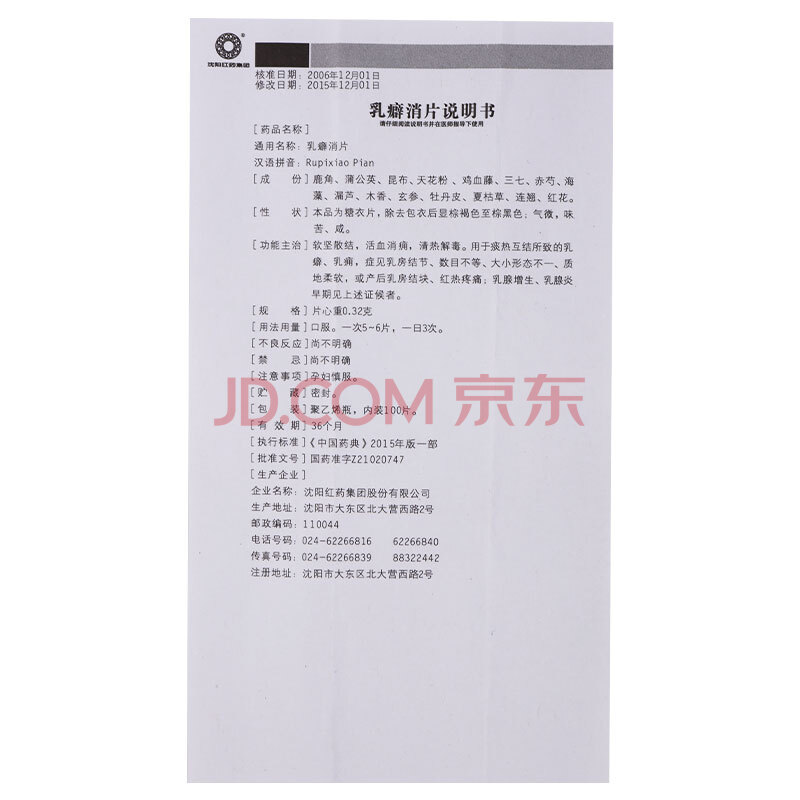 沈阳红药集团
核准日期：2006年12月01日
修改日期：2015年12月01日
乳癖消片说明书
请仔细阅读说明书并在医师指导下使用
[药品名称]
通用名称：乳癖消片
汉语拼音：Rupixiao Pian
[成　份]鹿角、蒲公英、昆布、天花粉、鸡血藤、三七、赤芍、海
藻、漏芦、木香、玄参、牡丹皮、夏枯草、连翘、红花。
[性　状]本品为糖衣片，除去包衣后显棕褐色至棕黑色；气微，味
苦、咸。
[功能主治]软坚散结，活血消痈，清热解毒。用于痰热互结所致的乳
癖、乳痈，症见乳房结节、数目不等、大小形态不一、质
地柔软，或产后乳房结块、红热疼痛；乳腺增生、乳腺炎
早期见上述证候者。
[规　格]片心重0.32克
[用法用量]口服。一次5~6片，一日3次。
[不良反应]尚不明确
[禁　忌]尚不明确
[注意事项]孕妇慎服。
[贮　藏]密封。
[包　装]聚乙烯瓶，内装100片。
[有 效 期]36个月
[执行标准]《中国药典》2015年版一部
[批准文号]国药准字Z21020747
[生产企业]
企业名称：沈阳红药集团股份有限公司
生产地址：沈阳市大东区北大营西路2号
邮政编码：110044
电话号码：024-62266816　62266840
传真号码：024-62266839　88322442
注册地址：沈阳市大东区北大营西路2号
JD.COM 京东